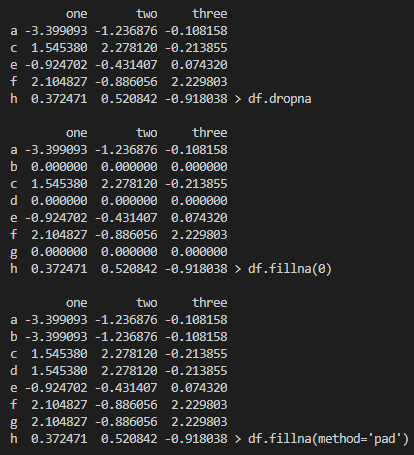 one       two     three
a -3.399093 -1.236876 -0.108158
c  1.545380  2.278120 -0.213855
e -0.924702 -0.431407  0.074320
f  2.104827 -0.886056  2.229803
h  0.372471  0.520842 -0.918038 > df.dropna
        one       two     three
a -3.399093 -1.236876 -0.108158
b  0.000000  0.000000  0.000000
c  1.545380  2.278120 -0.213855
d  0.000000  0.000000  0.000000
e -0.924702 -0.431407  0.074320
f  2.104827 -0.886056  2.229803
g  0.000000  0.000000  0.000000
h  0.372471  0.520842 -0.918038 > df.fillna(0)
        one       two     three
a -3.399093 -1.236876 -0.108158
b -3.399093 -1.236876 -0.108158
c  1.545380  2.278120 -0.213855
d  1.545380  2.278120 -0.213855
e -0.924702 -0.431407  0.074320
f  2.104827 -0.886056  2.229803
g  2.104827 -0.886056  2.229803
h  0.372471  0.520842 -0.918038 > df.fillna(method='pad')